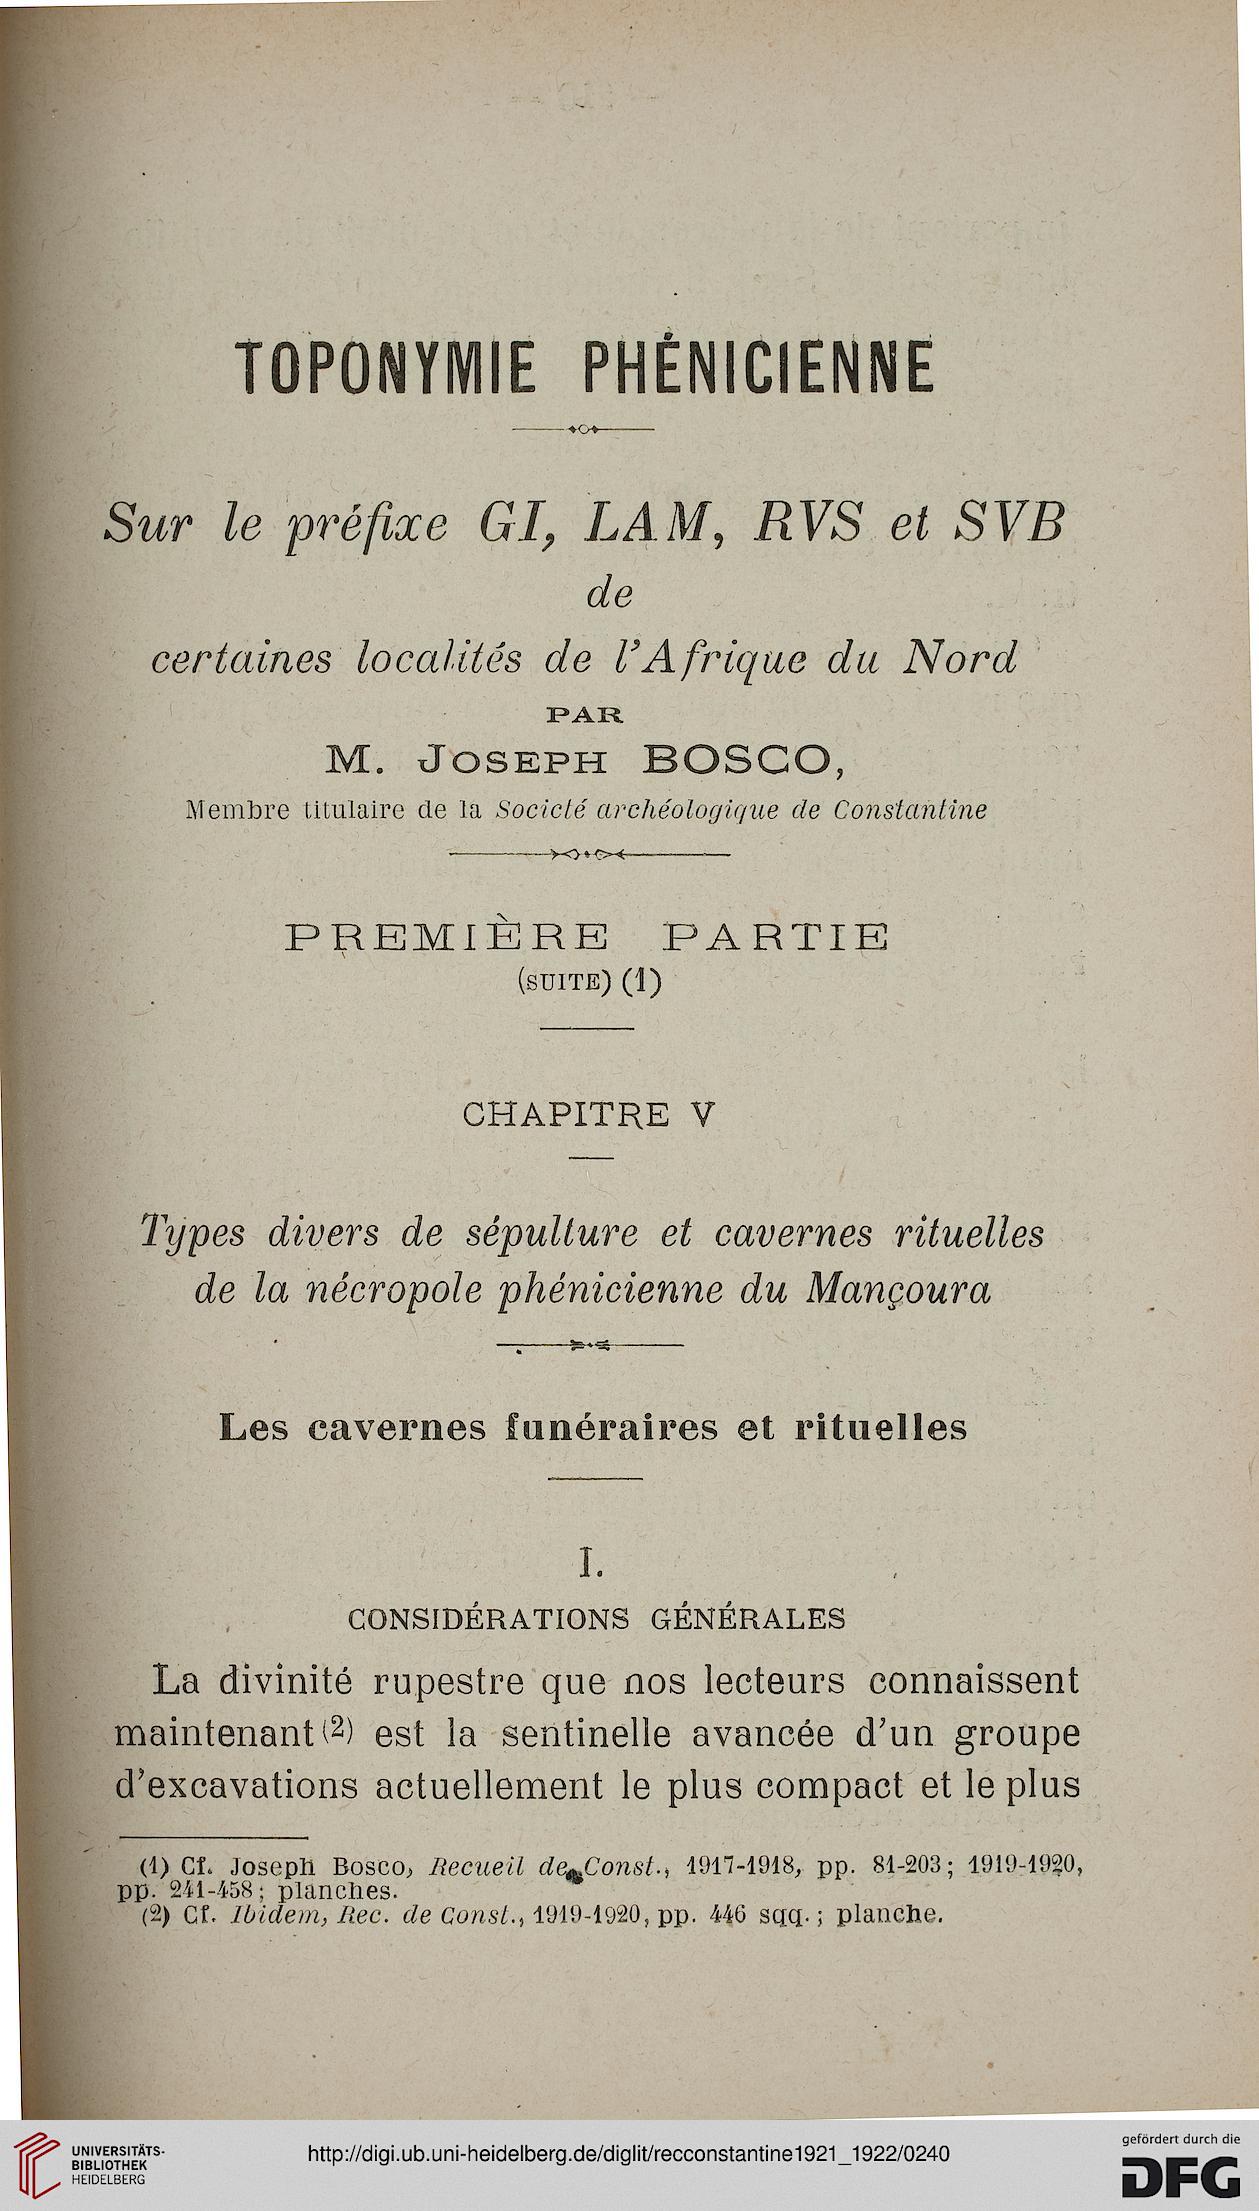 TOPONYMIE PHÉNICIENNE
Sur le préfixe GI, LAM, RVS et SVB
de
certaines localités de l'Afrique du Nord
PAR
M. JOSEPH BOSCO,
Membre titulaire de la Société archéologique de Constantine
PREMIÈRE PARTIE
(SUITE) (1)
CHAPITRE V
Types divers de sépulture et cavernes rituelles
de la nécropole phénicienne du Mançoura
Les cavernes funéraires et rituelles
I.
CONSIDÉRATIONS GÉNÉRALES
La divinité rupestre que nos lecteurs connaissent
maintenant (2) est la sentinelle avancée d'un groupe
d'excavations actuellement le plus compact et le plus
(1) Cf. Joseph Bosco, Recueil de Const., 1917-1918, pp. 81-203; 1919-1920,
pp. 241-458; planches.
(2) Cf. Ibidem, Rec. de Const., 1919-1920, pp. 446 sqq.; planche.
UNIVERSITÄTS-
BIBLIOTHEK
HEIDELBERG
http://digi.ub.uni-heidelberg.de/diglit/recconstantine1921_1922/0240
gefördert durch die
DFG